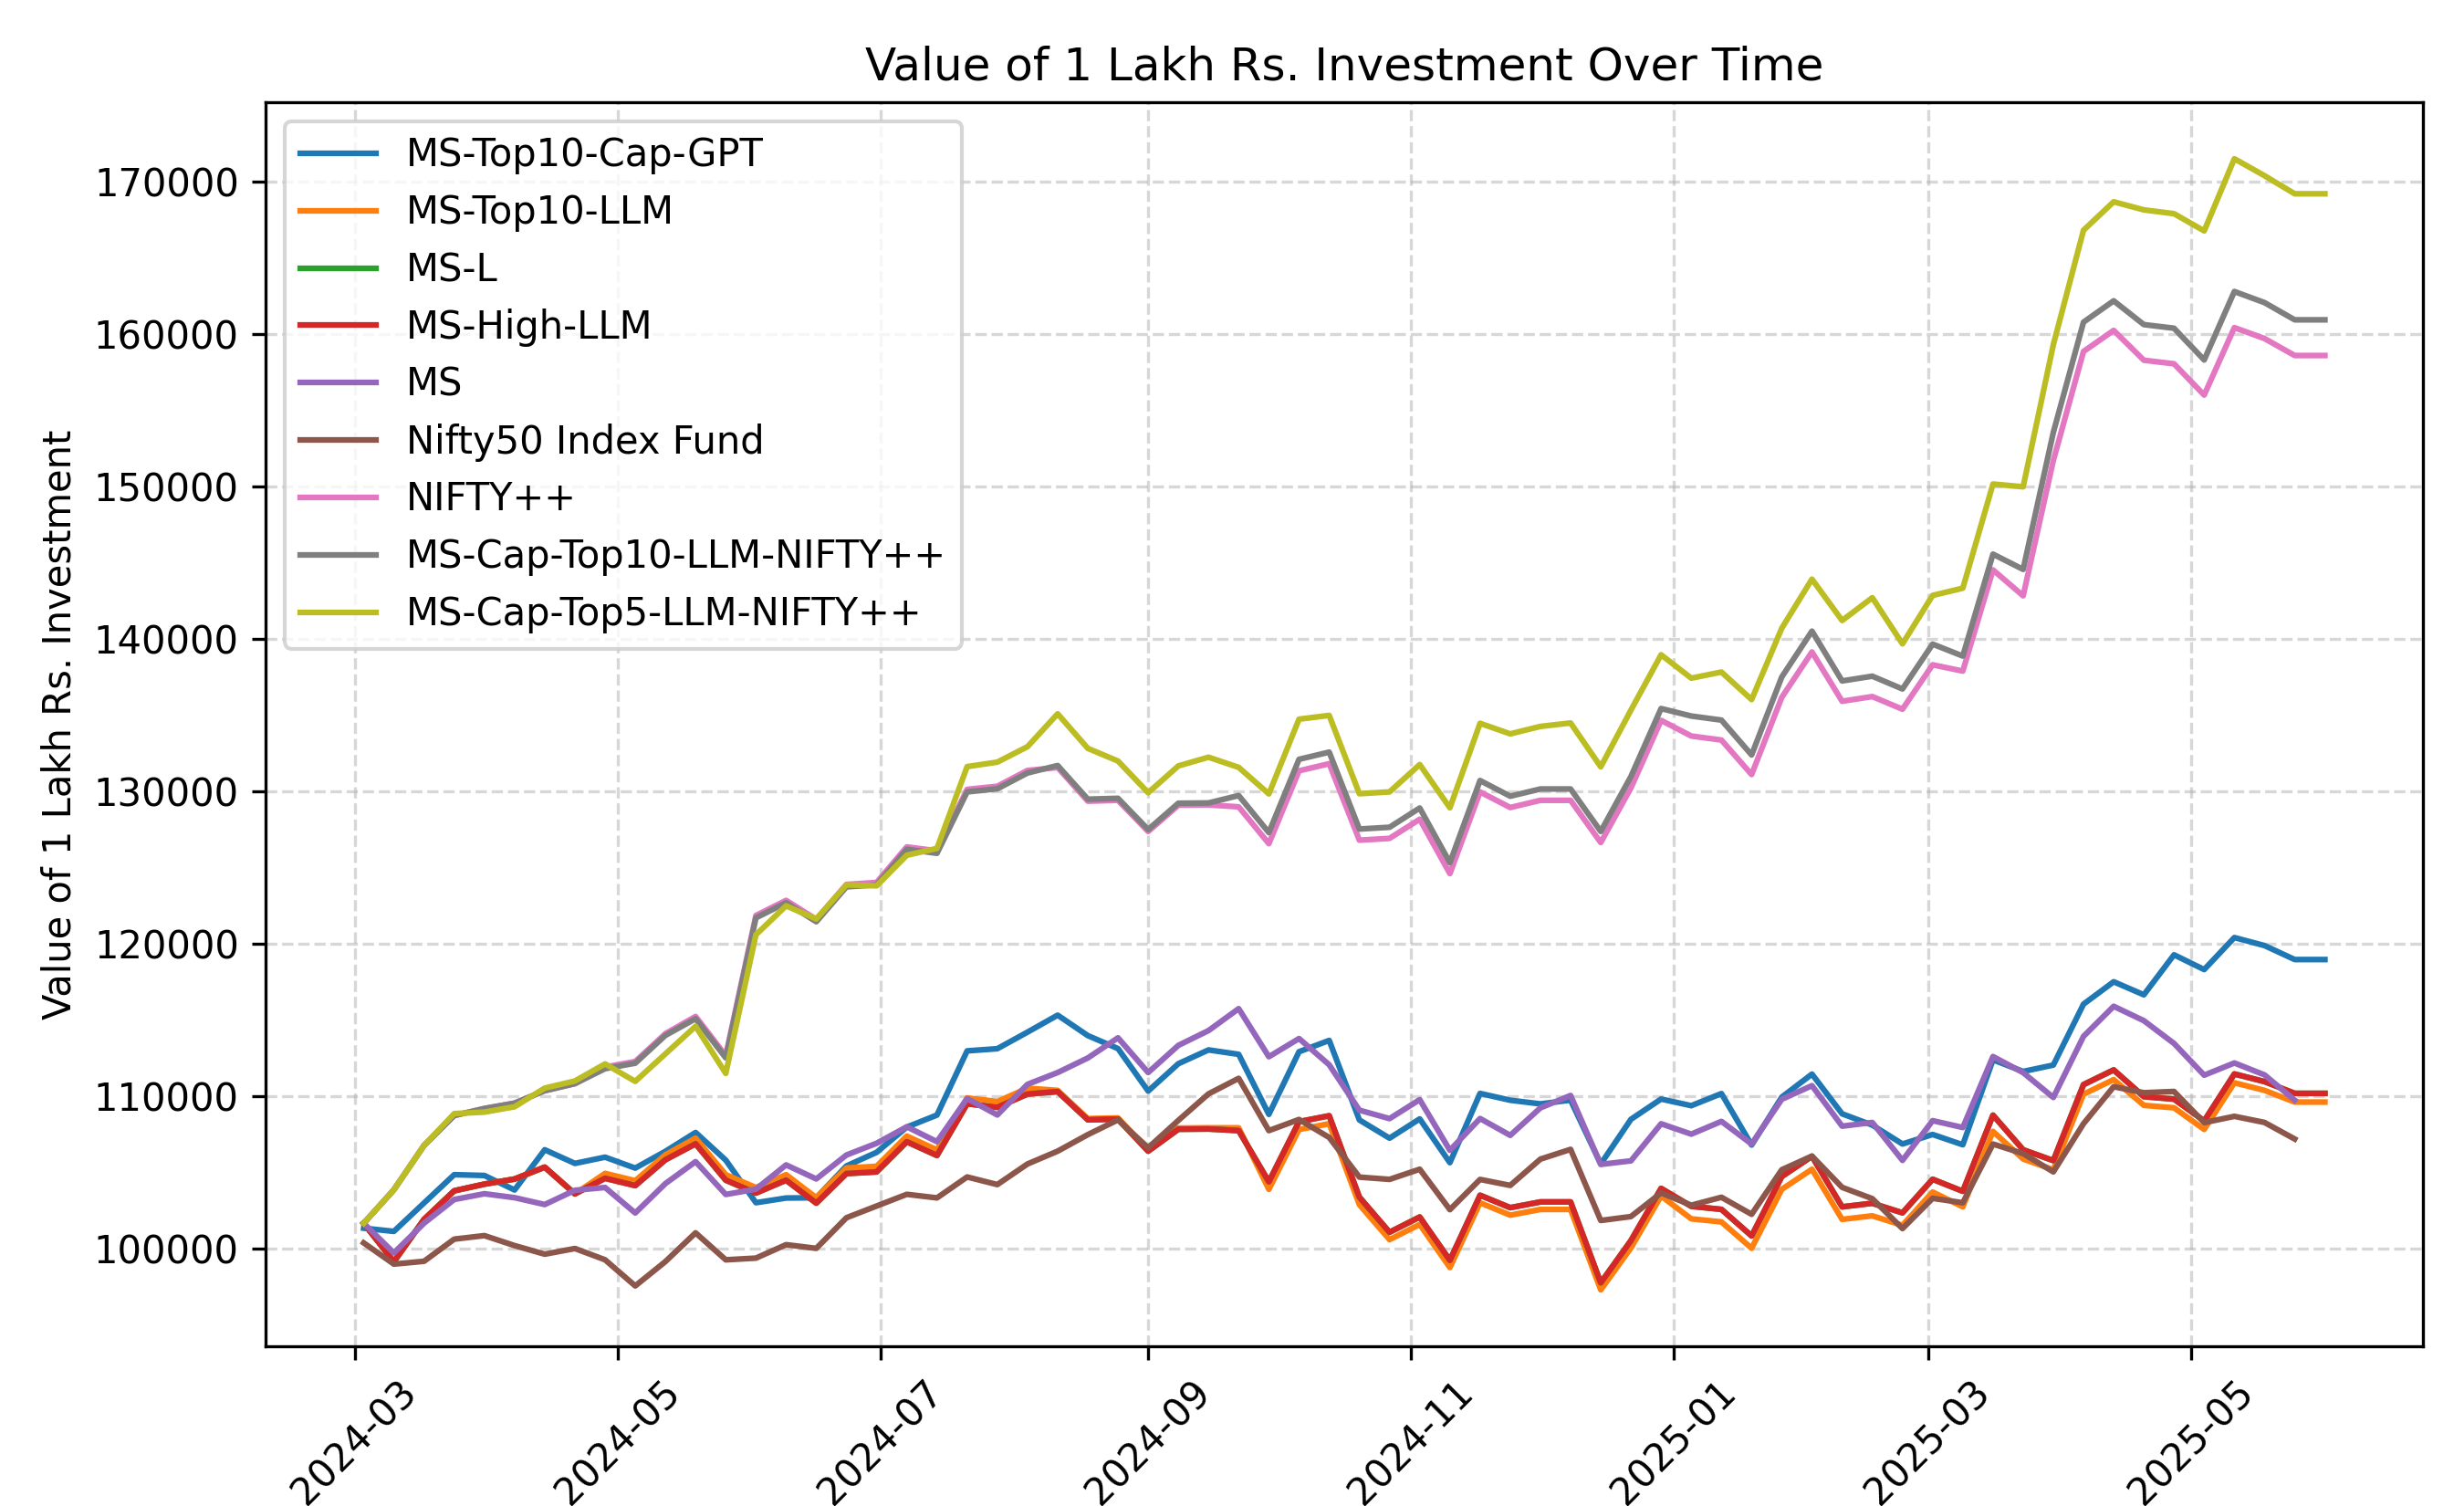 Value of 1 Lakh Rs. Investment Over Time
Value of 1 Lakh Rs. Investment
170000
160000
150000
140000
130000
120000
110000
100000
MS-Top10-Cap-GPT
MS-Top10-LLM
MS-L
MS-High-LLM
MS
Nifty50 Index Fund
NIFTY++
MS-Cap-Top10-LLM-NIFTY++
MS-Cap-Top5-LLM-NIFTY++
2024-03
2024-05
2024-07
2024-09
2024-11
2025-01
2025-03
2025-05